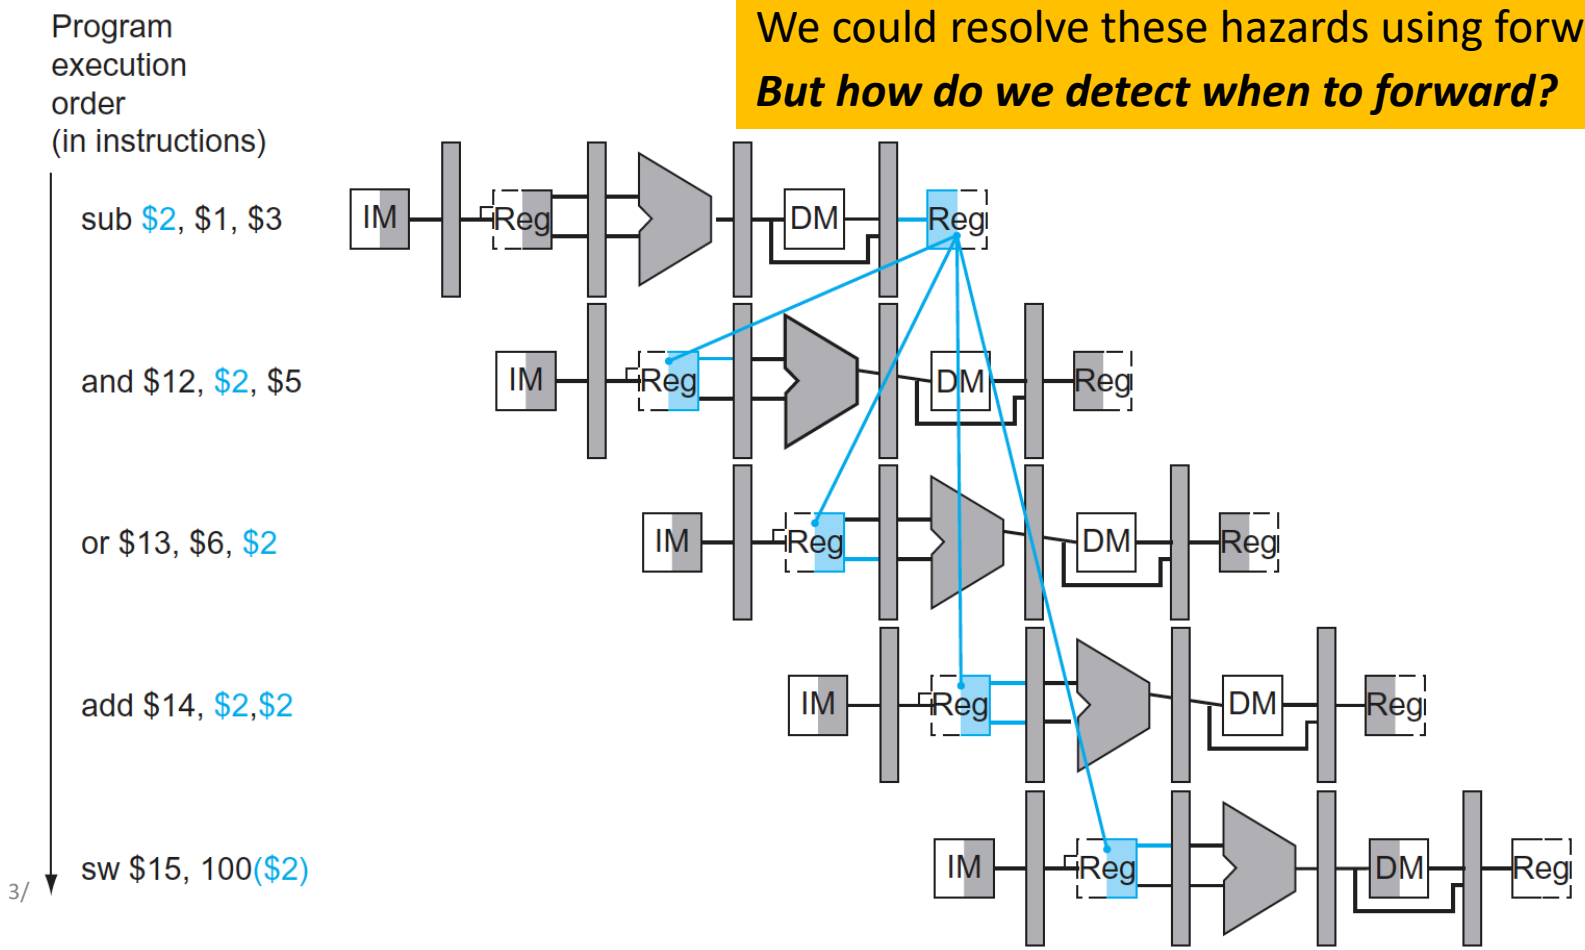 We could resolve these hazards using forw
But how do we detect when to forward?
Program
execution
order
(in instructions)
sub $2, $1, $3
IM Reg DM Reg
and $12, $2, $5
IM Reg DM Reg
or $13, $6, $2
IM Reg DM Reg
add $14, $2,$2
IM Reg DM Reg
sw $15, 100($2)
IM Reg DM Reg
3/